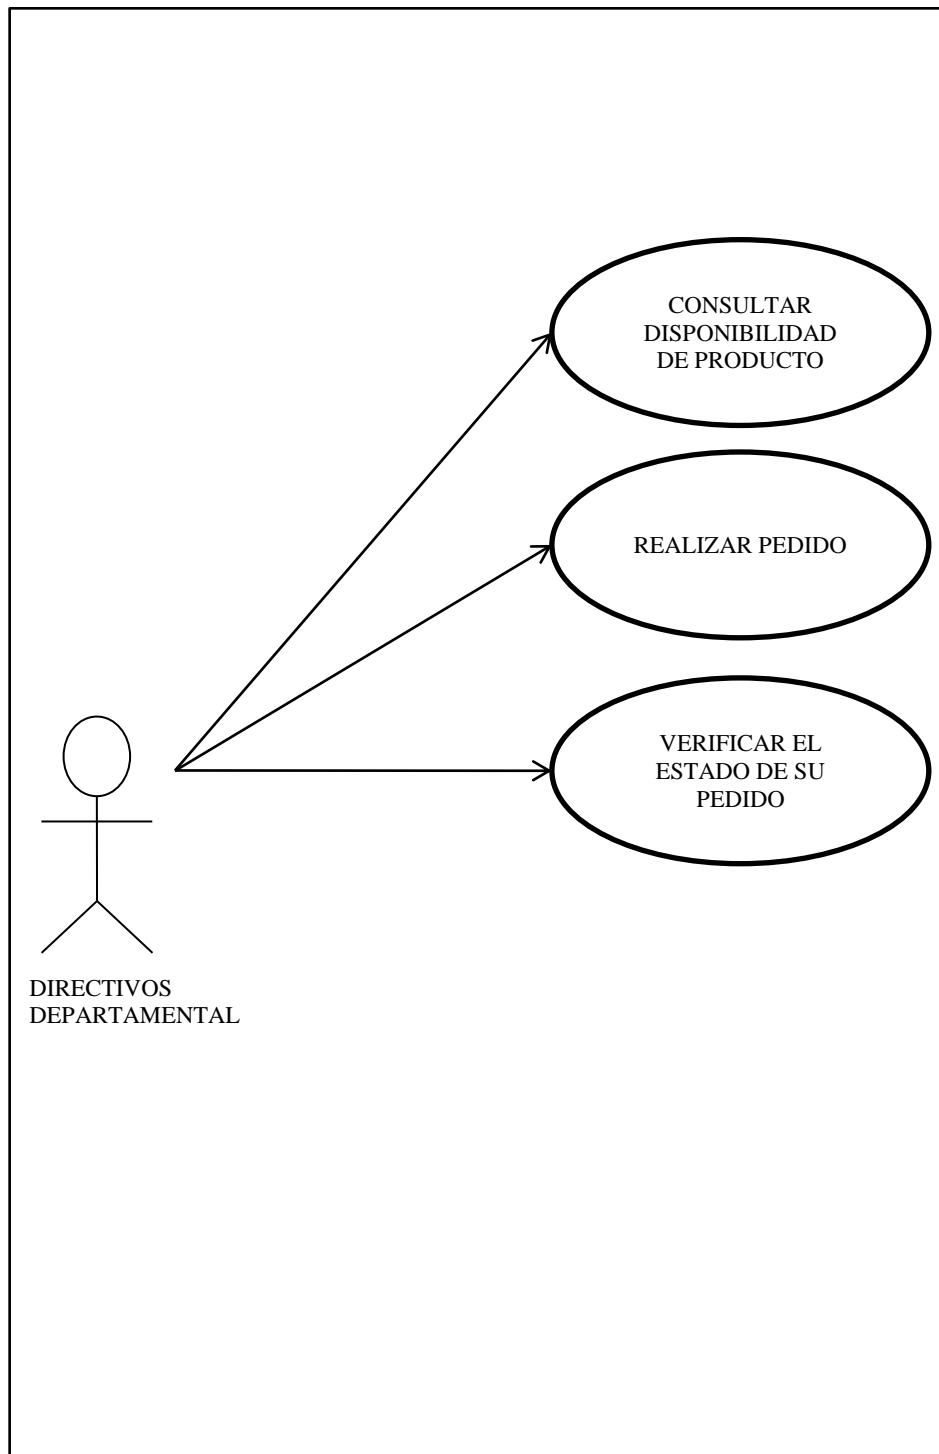 CONSULTAR
DISPONIBILIDAD
DE PRODUCTO
REALIZAR PEDIDO
VERIFICAR EL
ESTADO DE SU
PEDIDO
DIRECTIVOS
DEPARTAMENTAL